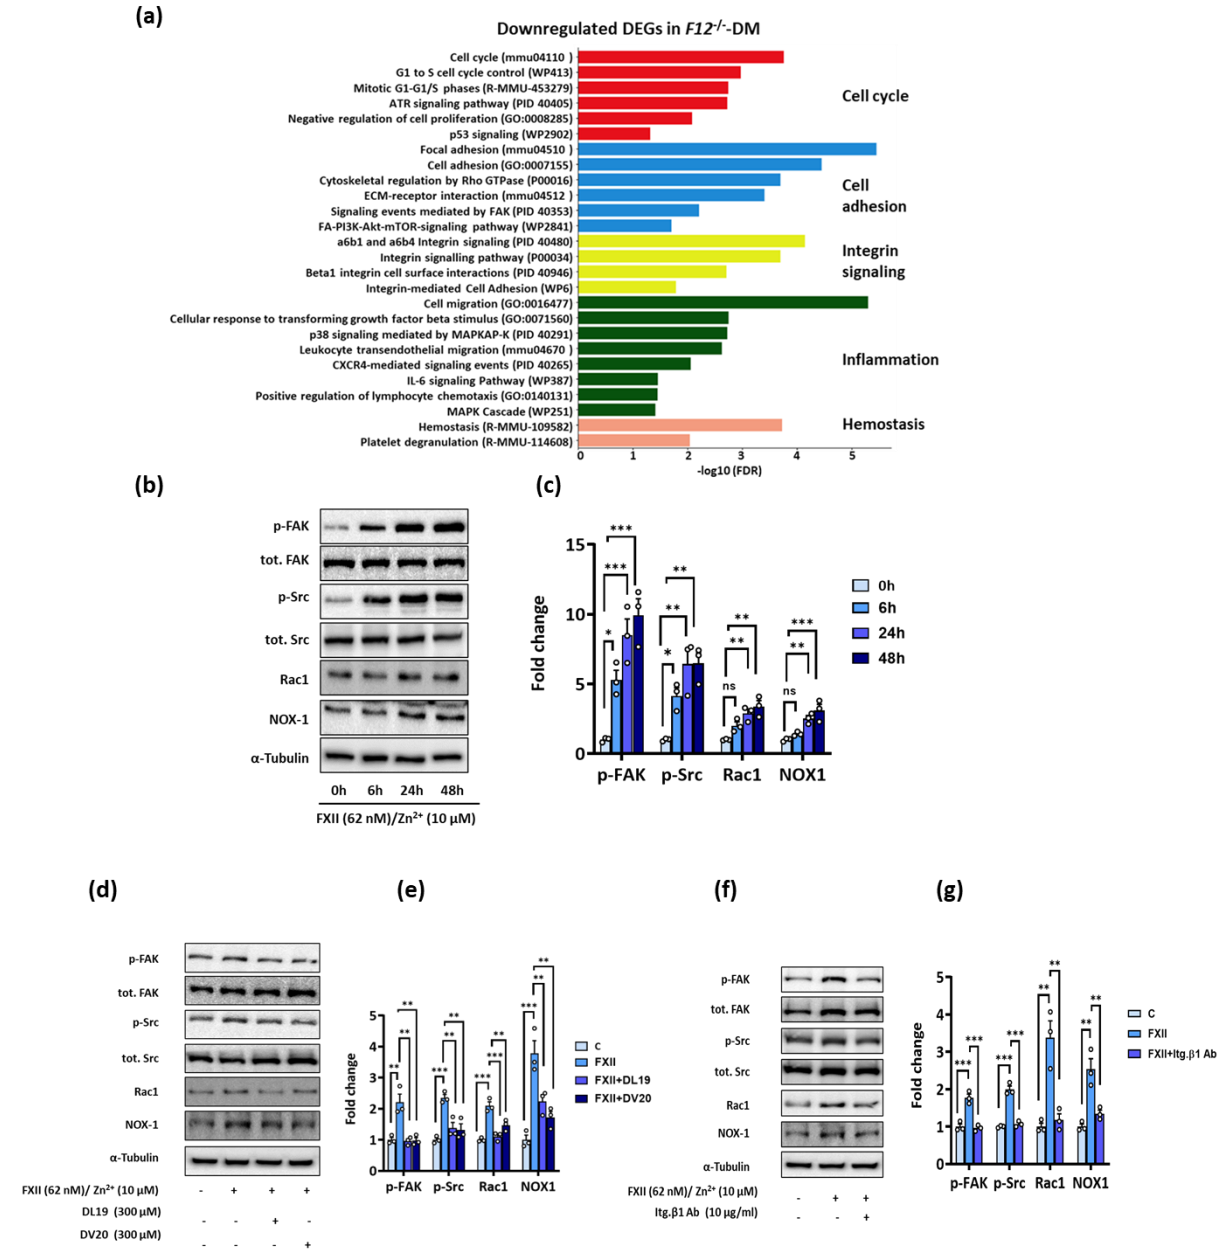 (a)
Downregulated DEGs in F12-/--DM
Cell cycle (mmu04110 )
G1 to S cell cycle control (WP413)
Mitotic G1-G1/S phases (R-MMU-453279)
ATR signaling pathway (PID 40405)
Negative regulation of cell proliferation (GO:0008285)
p53 signaling (WP2902)
Cell cycle
Focal adhesion (mmu04510 )
Cell adhesion (GO:0007155)
Cytoskeletal regulation by Rho GTPase (P00016)
ECM-receptor interaction (mmu04512 )
Signaling events mediated by FAK (PID 40353)
FA-PI3K-Akt-mTOR-signaling pathway (WP2841)
Cell
adhesion
a6b1 and a6b4 Integrin signaling (PID 40480)
Integrin signalling pathway (P00034)
Beta1 integrin cell surface interactions (PID 40946)
Integrin-mediated Cell Adhesion (WP6)
Integrin
signaling
Cell migration (GO:0016477)
Cellular response to transforming growth factor beta stimulus (GO:0071560)
p38 signaling mediated by MAPKAP-K (PID 40291)
Leukocyte transendothelial migration (mmu04670 )
CXCR4-mediated signaling events (PID 40265)
IL-6 signaling Pathway (WP387)
Positive regulation of lymphocyte chemotaxis (GO:0140131)
MAPK Cascade (WP251)
Inflammation
Hemostasis (R-MMU-109582)
Platelet degranulation (R-MMU-114608)
Hemostasis
0 1 2 3 4 5
-log10 (FDR)
(b)
p-FAK
tot. FAK
p-Src
tot. Src
Rac1
NOX-1
α-Tubulin
0h 6h 24h 48h
FXII (62 nM)/Zn2+ (10 μM)
(c)
Fold change
15
10
5
0
* *** ***
* ** **
ns ** **
ns ** ***
p-FAK p-Src Rac1 NOX1
0h
6h
24h
48h
(d)
p-FAK
tot. FAK
p-Src
tot. Src
Rac1
NOX-1
α-Tubulin
FXII (62 nM)/ Zn2+ (10 μM) - + + +
DL19 (300 μM) - - + -
DV20 (300 μM) - - - +
(e)
Fold change
5
4
3
2
1
0
** ** **
*** ** **
*** *** **
*** ** **
p-FAK p-Src Rac1 NOX1
C
FXII
FXII+DL19
FXII+DV20
(f)
p-FAK
tot. FAK
p-Src
tot. Src
Rac1
NOX-1
α-Tubulin
FXII (62 nM)/ Zn2+ (10 μM) - + +
Itg.β1 Ab (10 μg/ml) - - +
(g)
Fold change
5
4
3
2
1
0
*** ***
*** ***
** **
** **
p-FAK p-Src Rac1 NOX1
C
FXII
FXII+Itg.β1 Ab